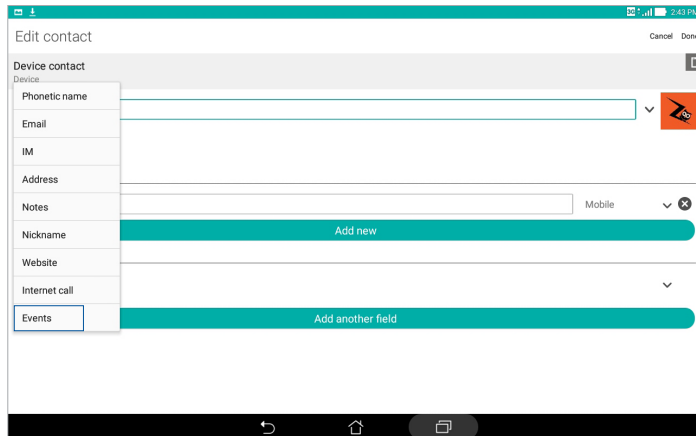 3G 2:43 PM
Edit contact Cancel
Device contact
Device
Phonetic name
Email
IM
Address
Notes Mobile
Nickname Add new
Website
Internet call
Events Add another field